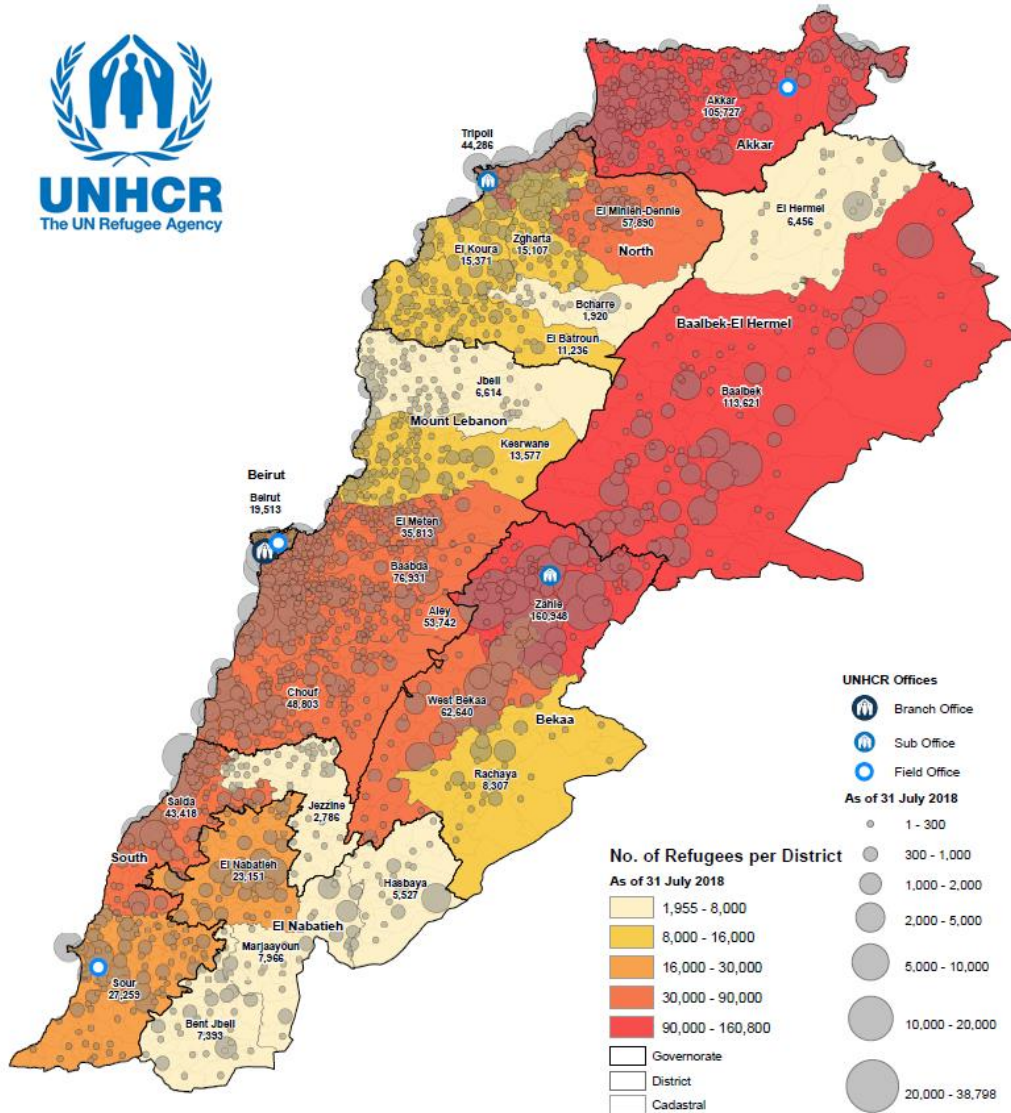 UNHCR
The UN Refugee Agency
Akkar
105,727
Akkar
Tripoli
44,286
El Hermel
6,456
El Minieh-Dennie
57,890
North
Zgharta
15,107
El Koura
15,371
Bcharre
1,920
Baalbek-El Hermel
El Batroun
11,236
Jbeil
6,614
Baalbek
113,621
Mount Lebanon
Kesrwane
13,577
Beirut
Beirut
19,513
El Meten
35,813
Baabda
76,931
Aley
53,742
Zahle
160,948
Chouf
48,803
West Bekaa
62,640
Bekaa
Rachaya
8,307
Saida
43,418
Jezzine
2,786
South
El Nabatieh
23,151
Hasbaya
5,527
El Nabatieh
Marjaayoun
7,966
Sour
27,259
Bent Jbeil
7,393
UNHCR Offices
Branch Office
Sub Office
Field Office
As of 31 July 2018
1 - 300
300 - 1,000
1,000 - 2,000
2,000 - 5,000
5,000 - 10,000
10,000 - 20,000
20,000 - 38,798
No. of Refugees per District
As of 31 July 2018
1,955 - 8,000
8,000 - 16,000
16,000 - 30,000
30,000 - 90,000
90,000 - 160,800
Governorate
District
Cadastral